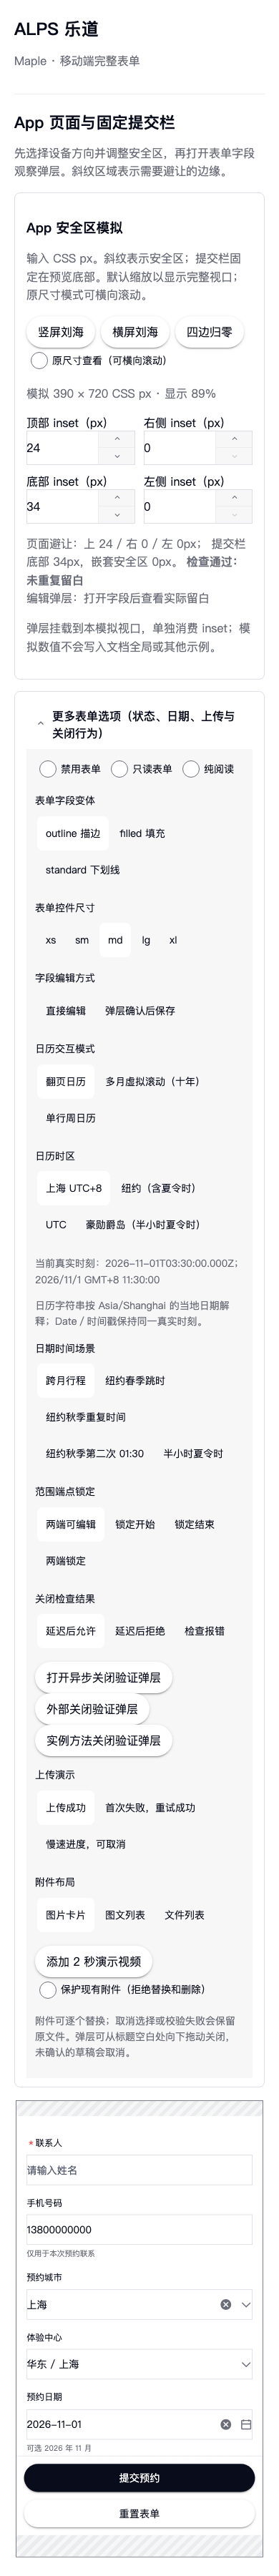 ALPS 乐道
Maple · 移动端完整表单
App 页面与固定提交栏
先选择设备方向并调整安全区，再打开表单字段
观察弹层。斜纹区域表示需要避让的边缘。
App 安全区模拟
输入 CSS px。斜纹表示安全区；提交栏固
定在预览底部。默认缩放以显示完整视口；
原尺寸模式可横向滚动。
竖屏刘海 横屏刘海 四边归零
原尺寸查看（可横向滚动）
模拟 390 × 720 CSS px · 显示 89%
顶部 inset（px） 右侧 inset（px）
24 0
底部 inset（px） 左侧 inset（px）
34 0
页面避让：上 24 / 右 0 / 左 0px； 提交栏
底部 34px，嵌套安全区 0px。 检查通过：
未重复留白
编辑弹层：打开字段后查看实际留白
弹层挂载到本模拟视口，单独消费 inset；模
拟数值不会写入文档全局或其他示例。
更多表单选项（状态、日期、上传与
关闭行为）
禁用表单 只读表单 纯阅读
表单字段变体
outline 描边 filled 填充
standard 下划线
表单控件尺寸
xs sm md lg xl
字段编辑方式
直接编辑 弹层确认后保存
日历交互模式
翻页日历 多月虚拟滚动（十年）
单行周日历
日历时区
上海 UTC+8 纽约（含夏令时）
UTC 豪勋爵岛（半小时夏令时）
当前真实时刻：2026-11-01T03:30:00.000Z；
2026/11/1 GMT+8 11:30:00
日历字符串按 Asia/Shanghai 的当地日期解
释；Date / 时间戳保持同一真实时刻。
日期时间场景
跨月行程 纽约春季跳时
纽约秋季重复时间
纽约秋季第二次 01:30 半小时夏令时
范围端点锁定
两端可编辑 锁定开始 锁定结束
两端锁定
关闭检查结果
延迟后允许 延迟后拒绝 检查报错
打开异步关闭验证弹层
外部关闭验证弹层
实例方法关闭验证弹层
上传演示
上传成功 首次失败，重试成功
慢速进度，可取消
附件布局
图片卡片 图文列表 文件列表
添加 2 秒演示视频
保护现有附件（拒绝替换和删除）
附件可逐个替换；取消选择或校验失败会保留
原文件。弹层可从标题空白处向下拖动关闭，
未确认的草稿会取消。
* 联系人
请输入姓名
手机号码
13800000000
仅用于本次预约联系
预约城市
上海
体验中心
华东 / 上海
预约日期
2026-11-01
可选 2026 年 11 月
提交预约
重置表单